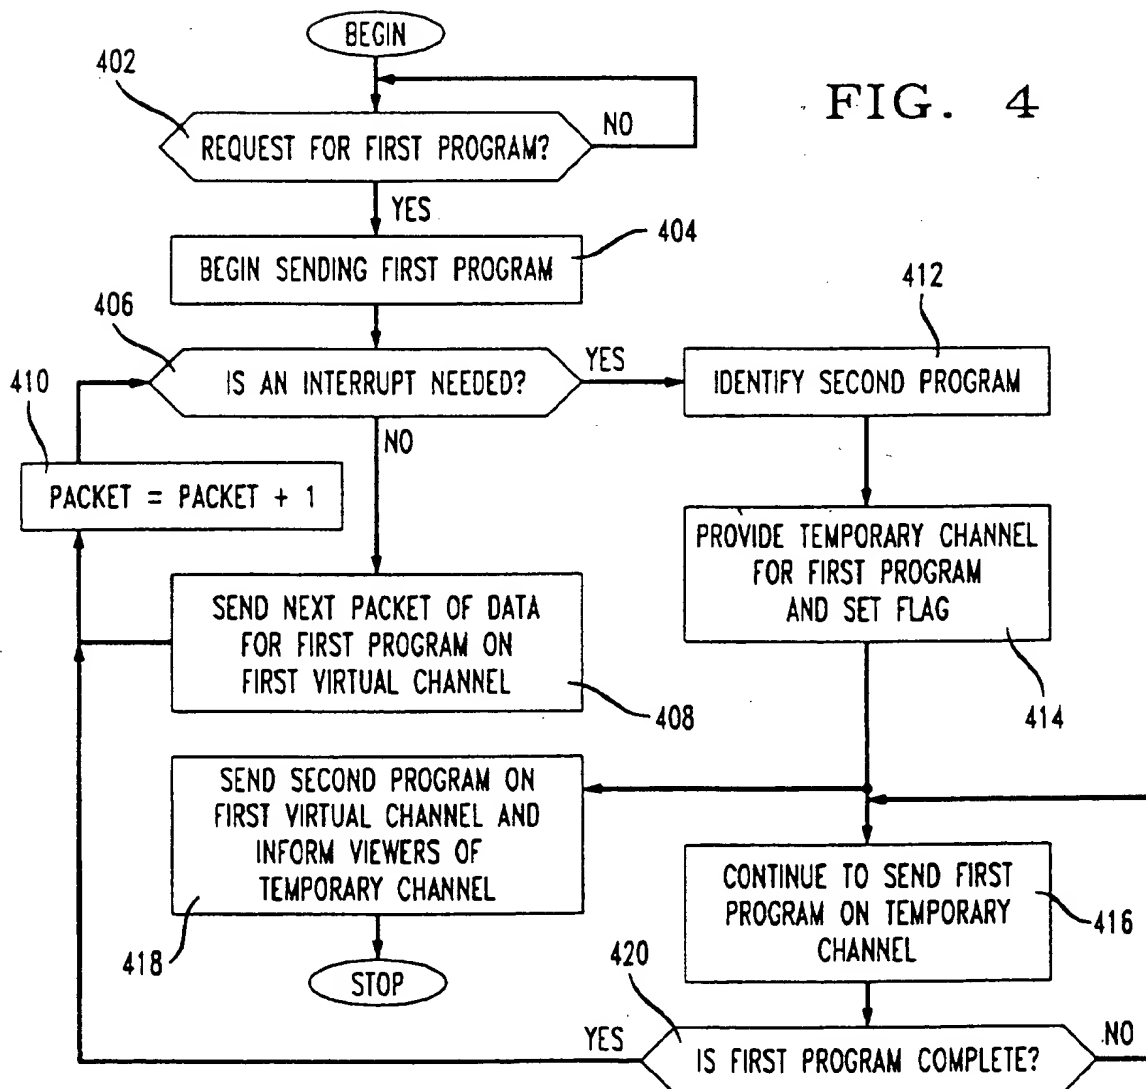 BEGIN
402
FIG. 4
REQUEST FOR FIRST PROGRAM?
NO
YES
404
BEGIN SENDING FIRST PROGRAM
412
406
IS AN INTERRUPT NEEDED?
YES
IDENTIFY SECOND PROGRAM
410
NO
PACKET = PACKET + 1
PROVIDE TEMPORARY CHANNEL
FOR FIRST PROGRAM
AND SET FLAG
SEND NEXT PACKET OF DATA
FOR FIRST PROGRAM ON
FIRST VIRTUAL CHANNEL
408
414
SEND SECOND PROGRAM ON
FIRST VIRTUAL CHANNEL AND
INFORM VIEWERS OF
TEMPORARY CHANNEL
CONTINUE TO SEND FIRST
PROGRAM ON TEMPORARY
CHANNEL
416
418
STOP
420
YES
IS FIRST PROGRAM COMPLETE?
NO